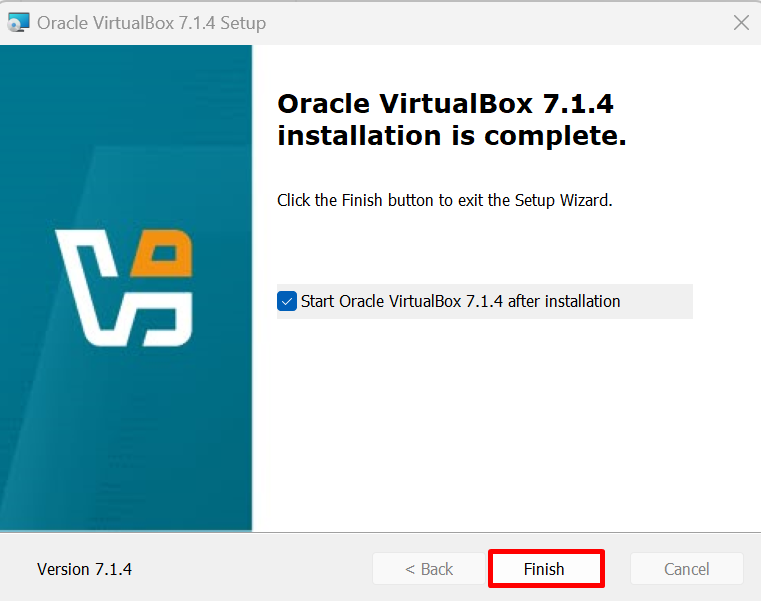 Oracle VirtualBox 7.1.4 Setup
Oracle VirtualBox 7.1.4
installation is complete.
Click the Finish button to exit the Setup Wizard.
Start Oracle VirtualBox 7.1.4 after installation
Version 7.1.4
< Back
Finish
Cancel